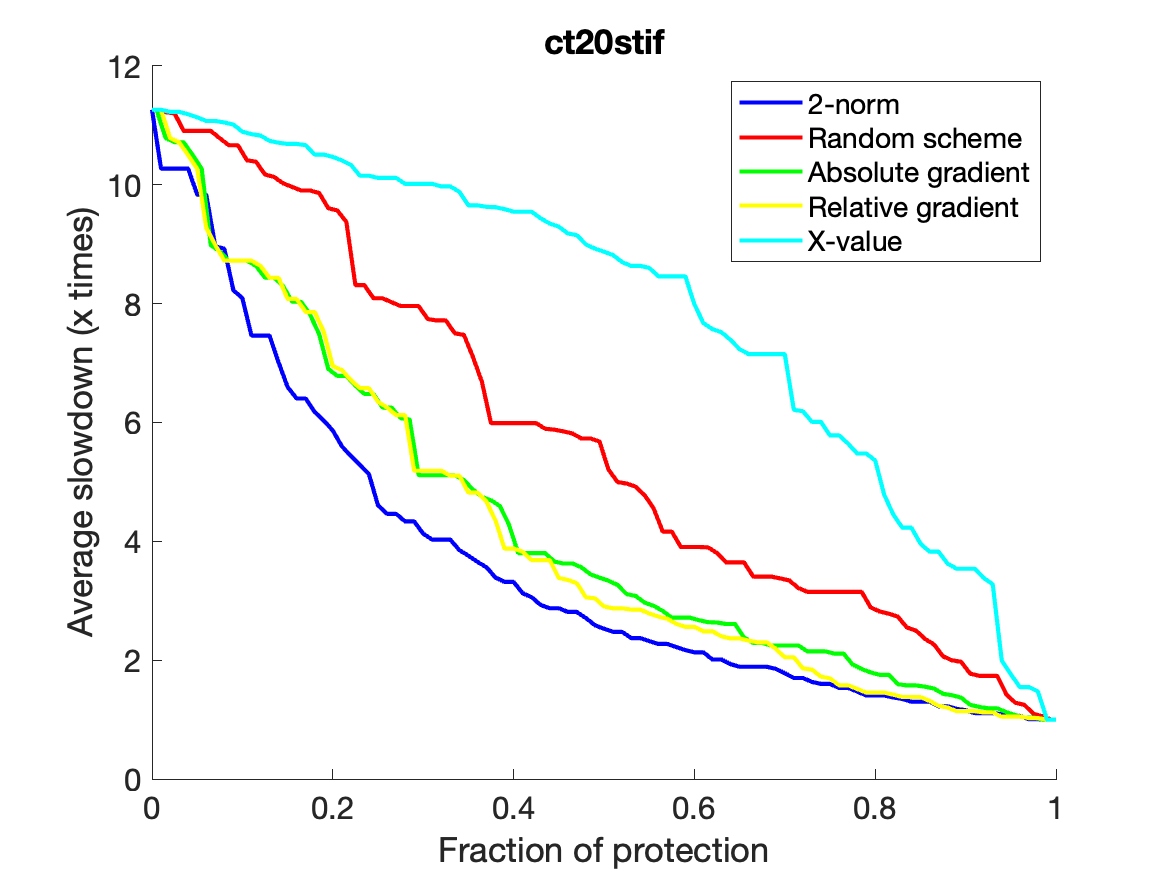 ct20stif
12
10
8
6
4
2
0
Average slowdown (x times)
2-norm
Random scheme
Absolute gradient
Relative gradient
X-value
0 0.2 0.4 0.6 0.8 1
Fraction of protection